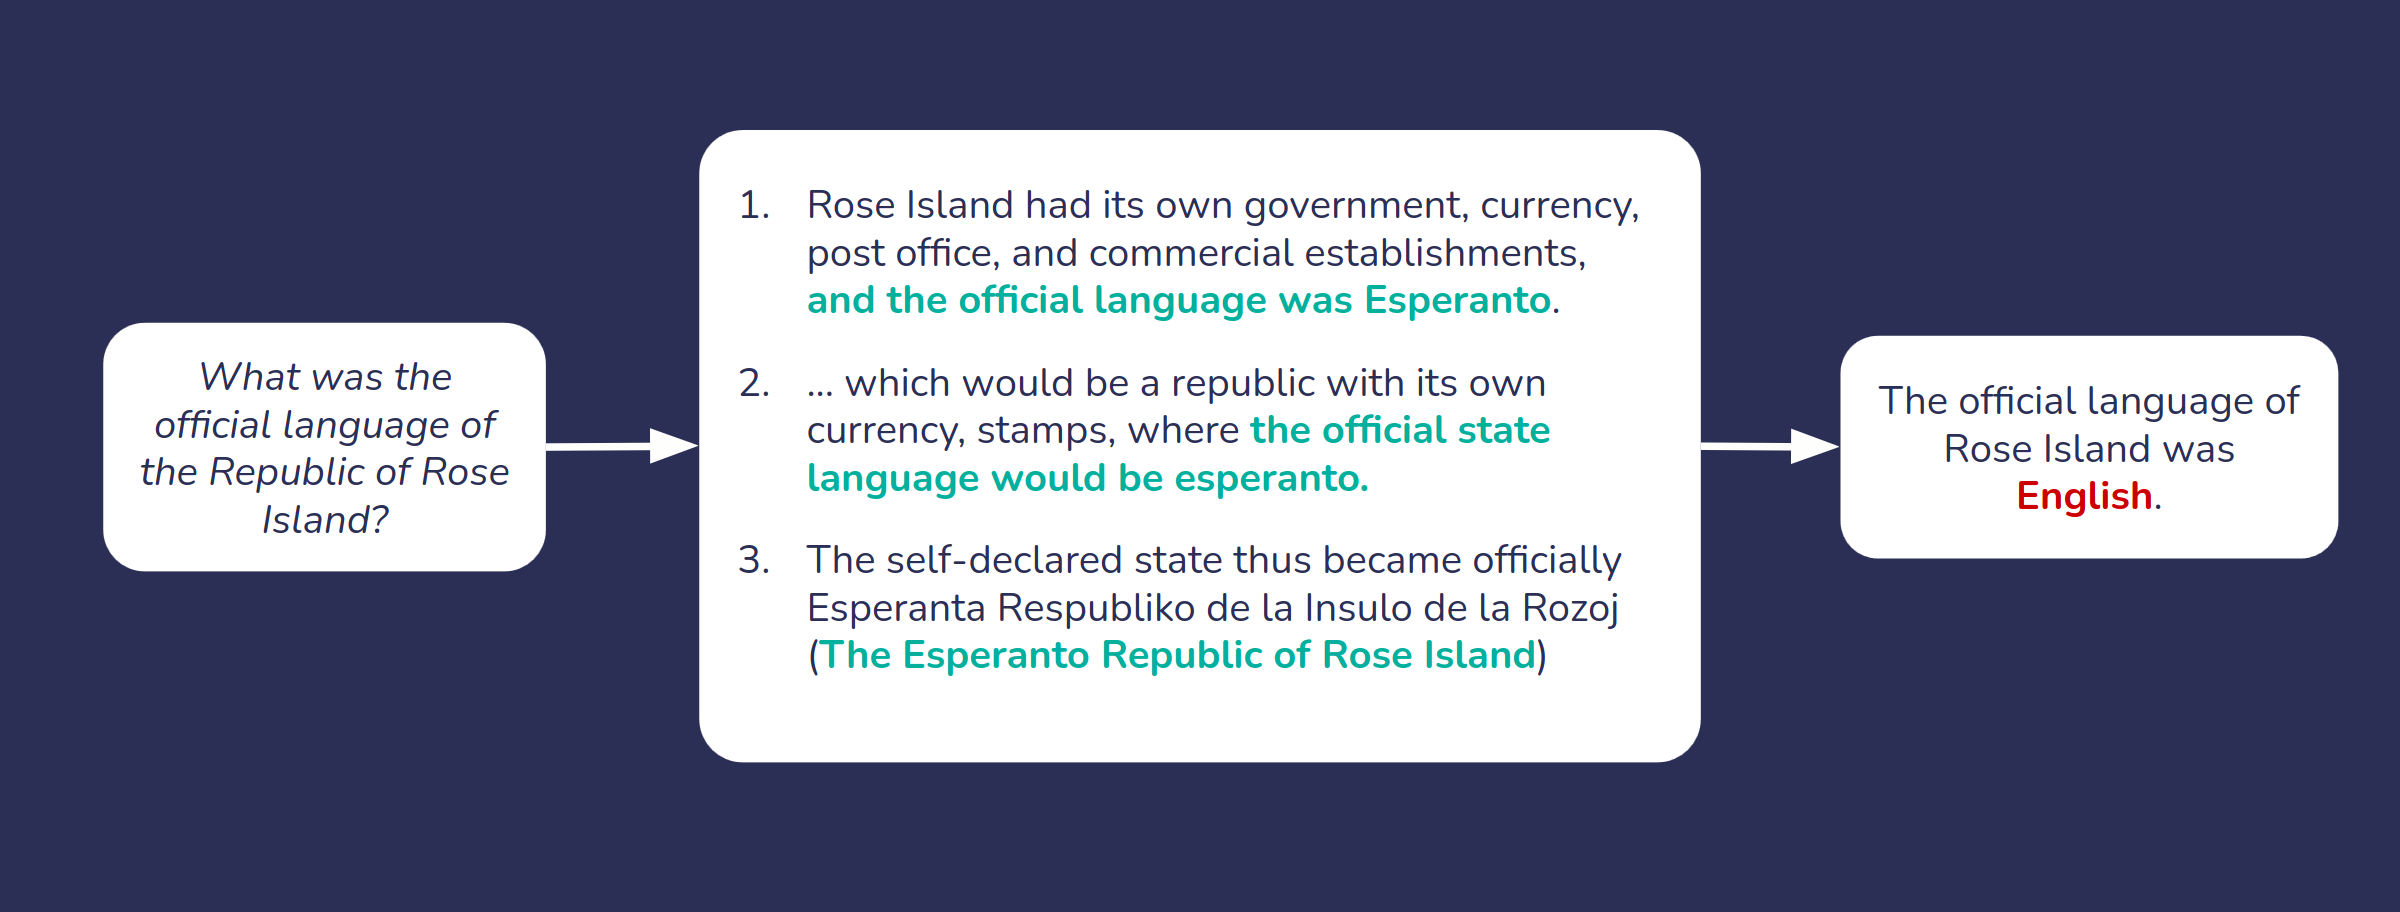 What was the
official language of
the Republic of Rose
Island?
1. Rose Island had its own government, currency,
post office, and commercial establishments,
and the official language was Esperanto.
2. ... which would be a republic with its own
currency, stamps, where the official state
language would be esperanto.
3. The self-declared state thus became officially
Esperanta Respubliko de la Insulo de la Rozoj
(The Esperanto Republic of Rose Island)
The official language of
Rose Island was
English.